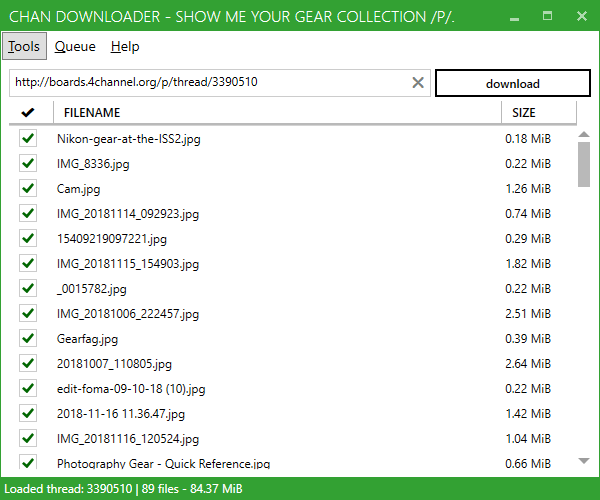 CHAN DOWNLOADER - SHOW ME YOUR GEAR COLLECTION /P/.
Tools Queue Help
http://boards.4channel.org/p/thread/3390510 download
FILENAME SIZE
Nikon-gear-at-the-ISS2.jpg 0.18 MiB
IMG_8336.jpg 0.22 MiB
Cam.jpg 1.26 MiB
IMG_20181114_092923.jpg 0.74 MiB
15409219097221.jpg 0.29 MiB
IMG_20181115_154903.jpg 1.82 MiB
_0015782.jpg 0.22 MiB
IMG_20181006_222457.jpg 2.51 MiB
Gearfag.jpg 0.39 MiB
20181007_110805.jpg 2.64 MiB
edit-foma-09-10-18 (10).jpg 0.22 MiB
2018-11-16 11.36.47.jpg 1.42 MiB
IMG_20181116_120524.jpg 1.04 MiB
Photography Gear - Quick Reference.jpg 0.66 MiB
Loaded thread: 3390510 | 89 files - 84.37 MiB